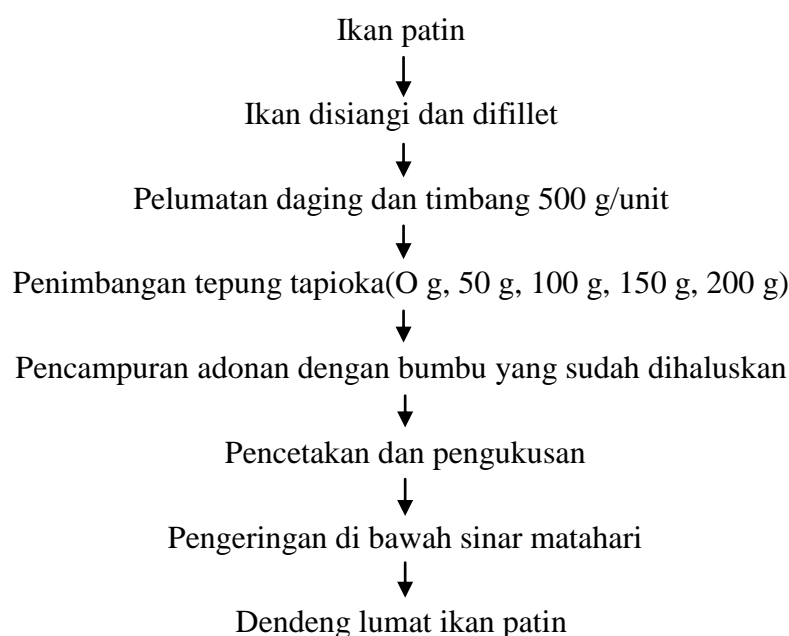 Ikan patin
Ikan disiangi dan difillet
Pelumatan daging dan timbang 500 g/unit
Penimbangan tepung tapioka(O g, 50 g, 100 g, 150 g, 200 g)
Pencampuran adonan dengan bumbu yang sudah dihaluskan
Pencetakan dan pengukusan
Pengeringan di bawah sinar matahari
Dendeng lumat ikan patin